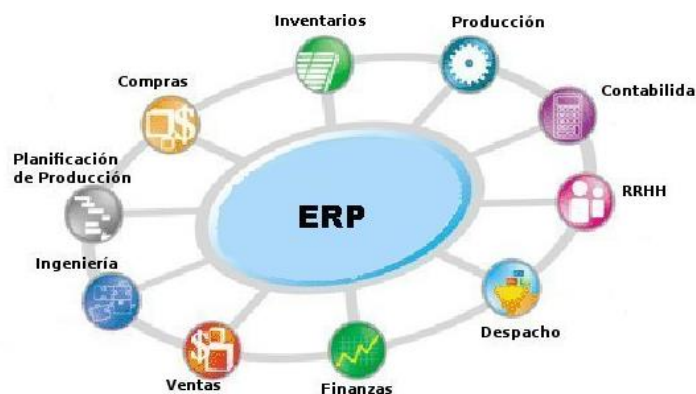 Inventarios
Producción
Compras
Contabilida
Planificación
de Producción
RRHH
ERP
Ingeniería
Despacho
Ventas
Finanzas